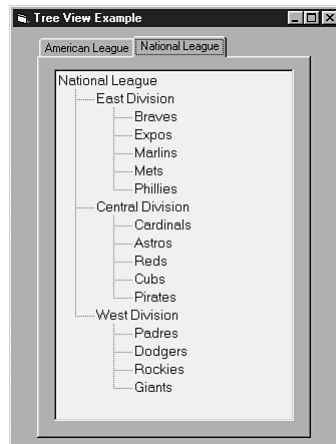 Tree View Example
American League
National League
National League
East Division
Braves
Expos
Marlins
Mets
Phillies
Central Division
Cardinals
Astros
Reds
Cubs
Pirates
West Division
Padres
Dodgers
Rockies
Giants